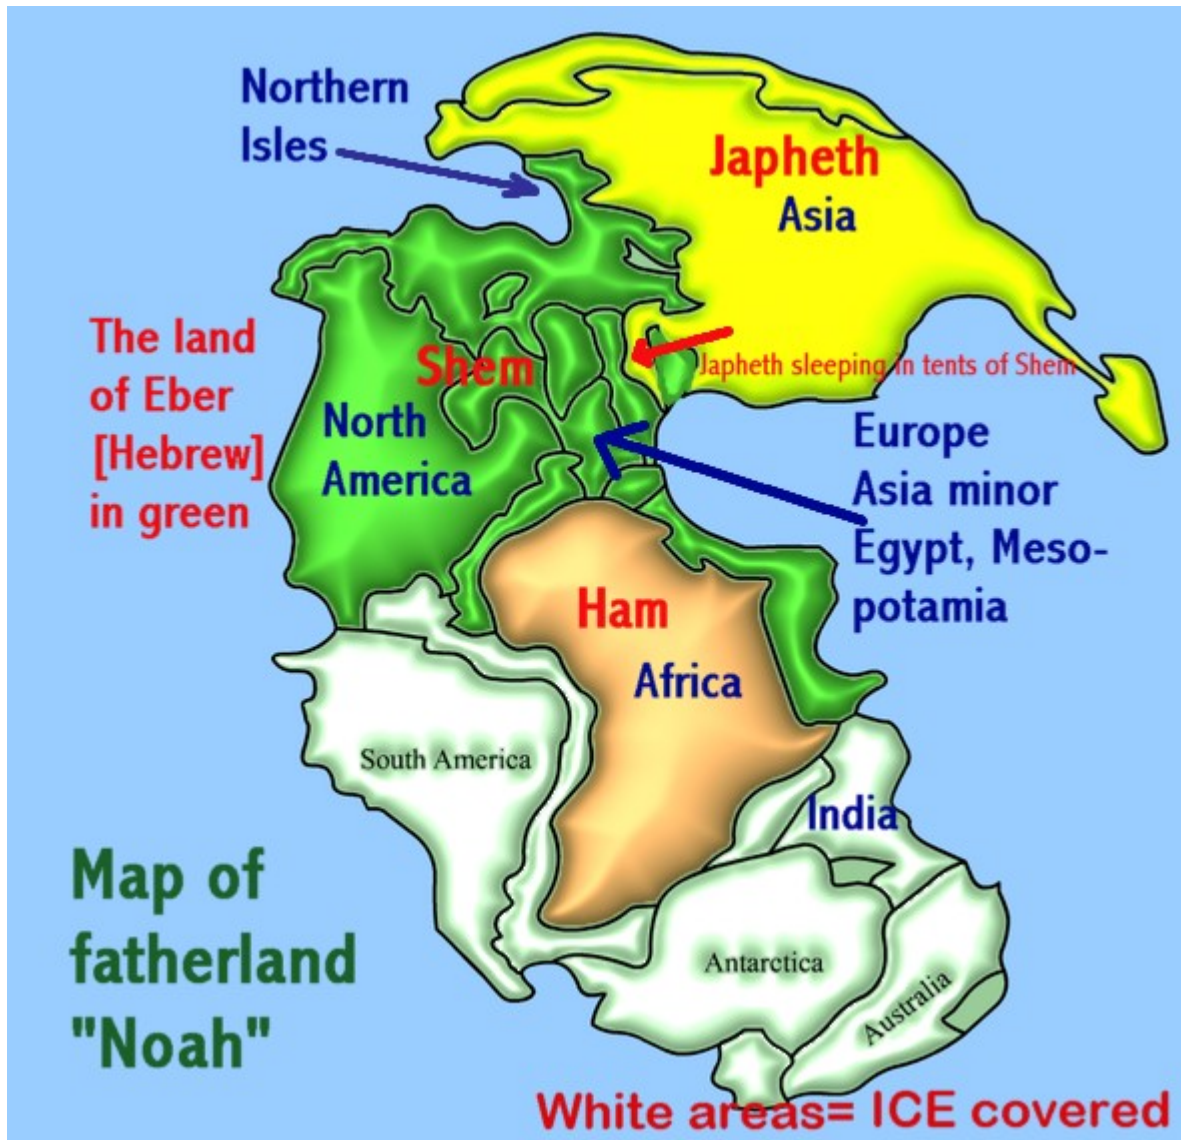 Northern
Isles
Japheth
Asia
The land
of Eber
[Hebrew]
in green
Shem
North
America
Japheth sleeping in tents of Shem
Europe
Asia minor
Egypt, Meso-
potamia
Ham
Africa
South America
India
Map of
fatherland
"Noah"
Antarctica
Australia
White areas= ICE covered